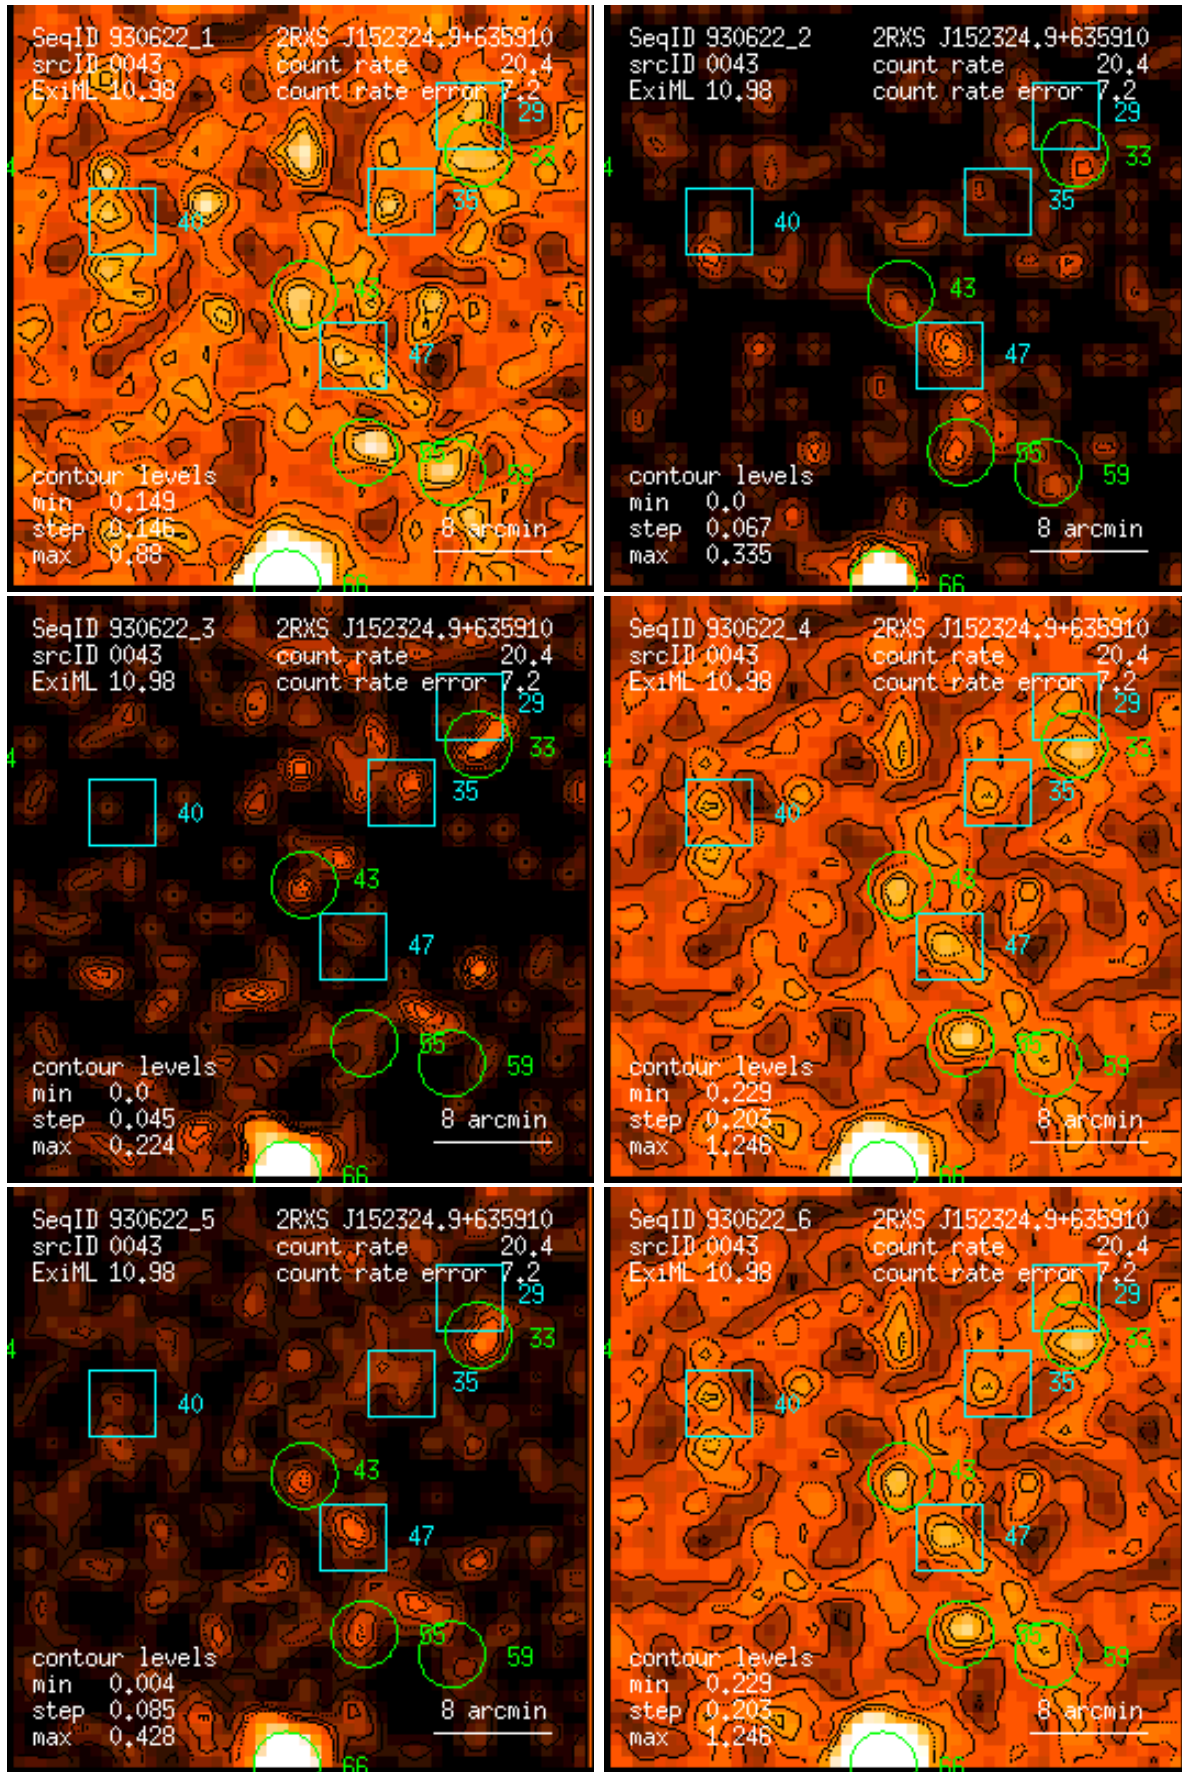 SeqID 930622_1 2RXS J152324.9+635910
srcID 0043 count rate 20.4
ExiML 10.98 count rate error 7.2
29
33
4
35
40
43
47
55
59
contour levels
min 0.149
step 0.146 8 arcmin
max 0.88
66
SeqID 930622_2 2RXS J152324.9+635910
srcID 0043 count rate 20.4
ExiML 10.98 count rate error 7.2
29
33
4
35
40
43
47
55
59
contour levels
min 0.0
step 0.067 8 arcmin
max 0.335
66
SeqID 930622_3 2RXS J152324.9+635910
srcID 0043 count rate 20.4
ExiML 10.98 count rate error 7.2
29
33
4
35
40
43
47
55
59
contour levels
min 0.0
step 0.045 8 arcmin
max 0.224
66
SeqID 930622_4 2RXS J152324.9+635910
srcID 0043 count rate 20.4
ExiML 10.98 count rate error 7.2
29
33
4
35
40
43
47
55
59
contour levels
min 0.229
step 0.203 8 arcmin
max 1.246
66
SeqID 930622_5 2RXS J152324.9+635910
srcID 0043 count rate 20.4
ExiML 10.98 count rate error 7.2
29
33
4
35
40
43
47
55
59
contour levels
min 0.004
step 0.085 8 arcmin
max 0.428
66
SeqID 930622_6 2RXS J152324.9+635910
srcID 0043 count rate 20.4
ExiML 10.98 count rate error 7.2
29
33
4
35
40
43
47
55
59
contour levels
min 0.229
step 0.203 8 arcmin
max 1.246
66